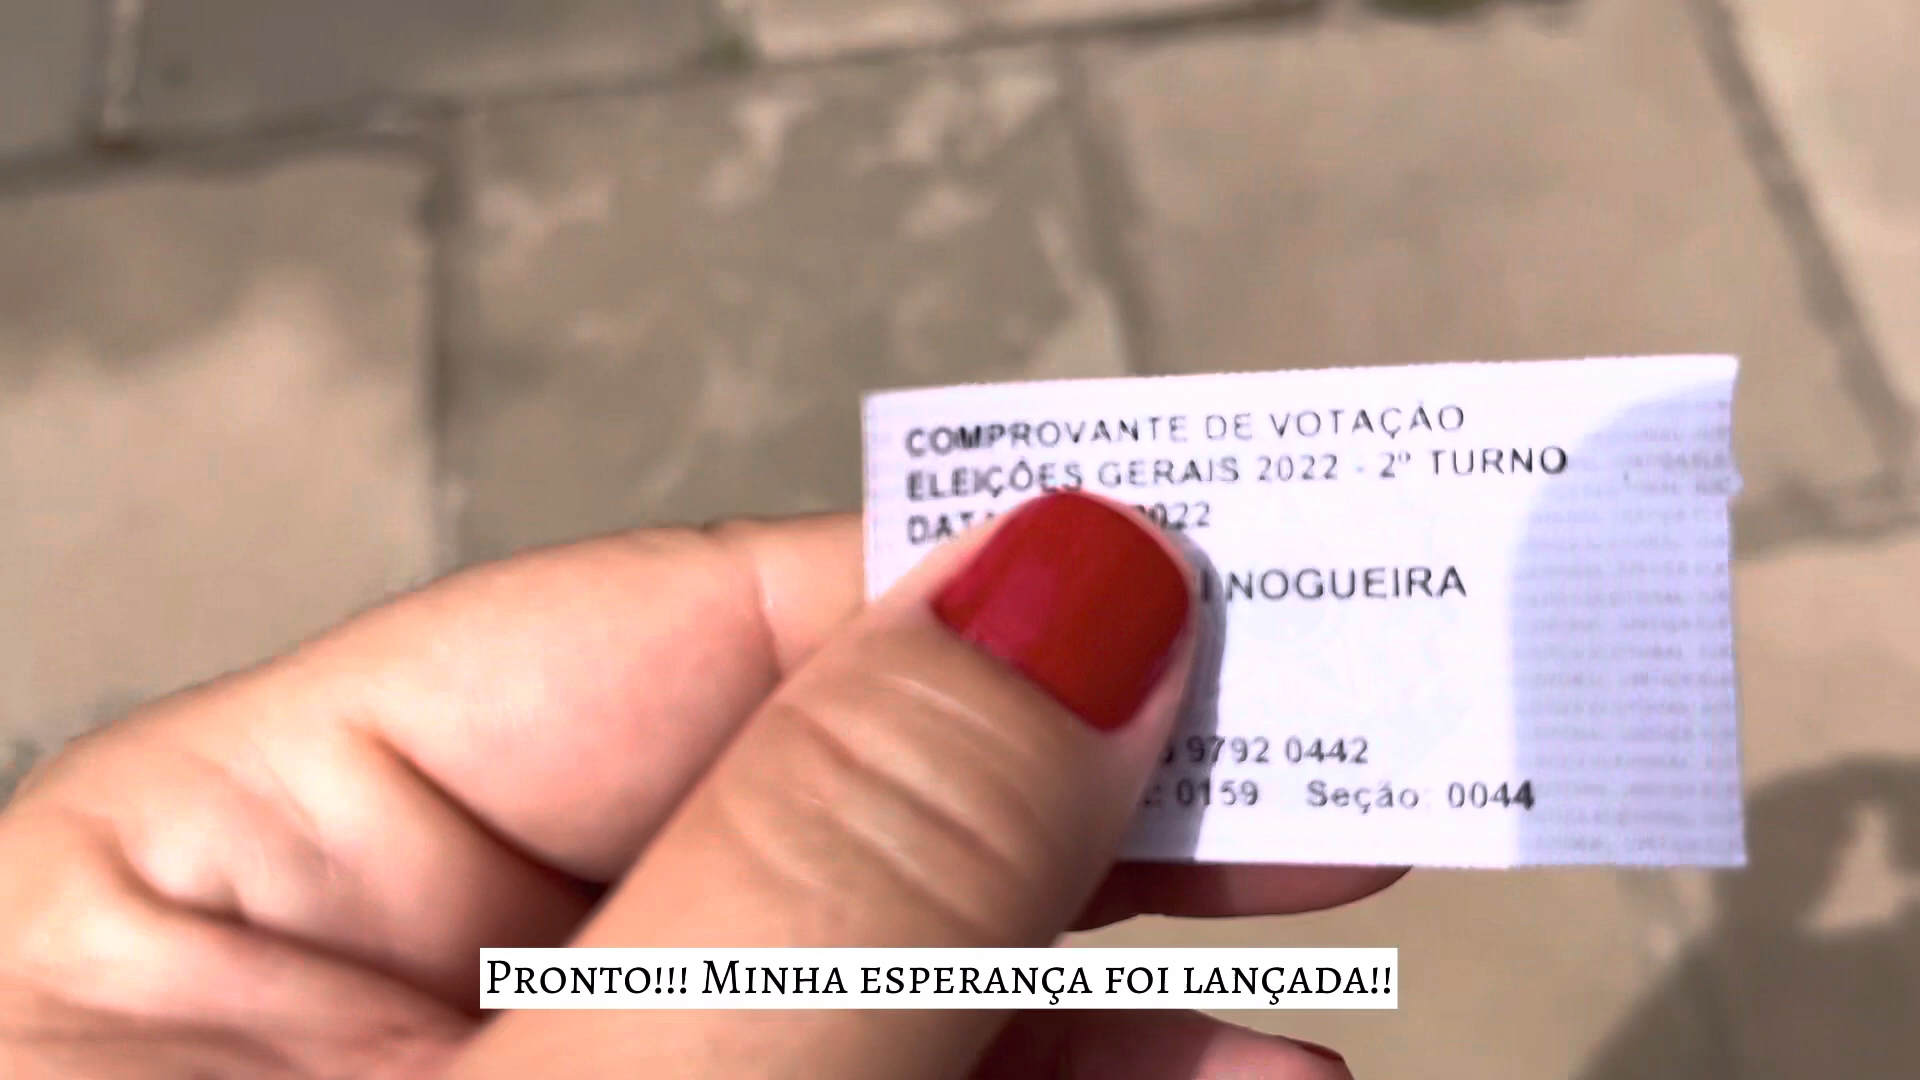 COMPROVANTE DE VOTAÇÃO
ELEIÇÕES GERAIS 2022 - 2º TURNO
DAT 2022
NOGUEIRA
9792 0442
: 0159 Seção: 0044
Pronto!!! Minha esperança foi lançada!!